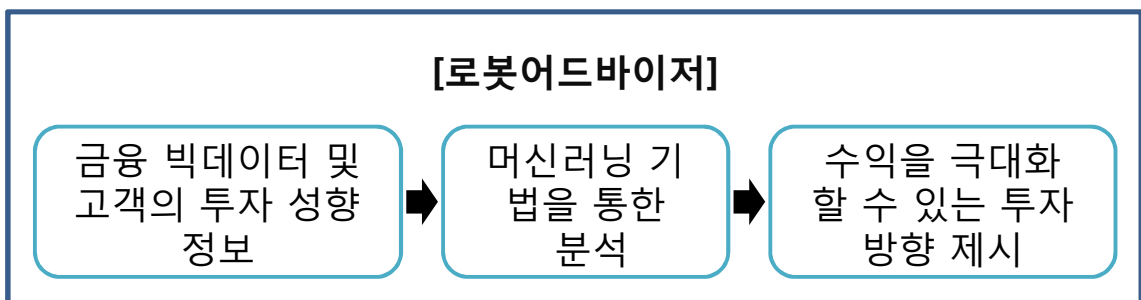 [로봇어드바이저]
금융 빅데이터 및
고객의 투자 성향
정보
머신러닝 기
법을 통한
분석
수익을 극대화
할 수 있는 투자
방향 제시